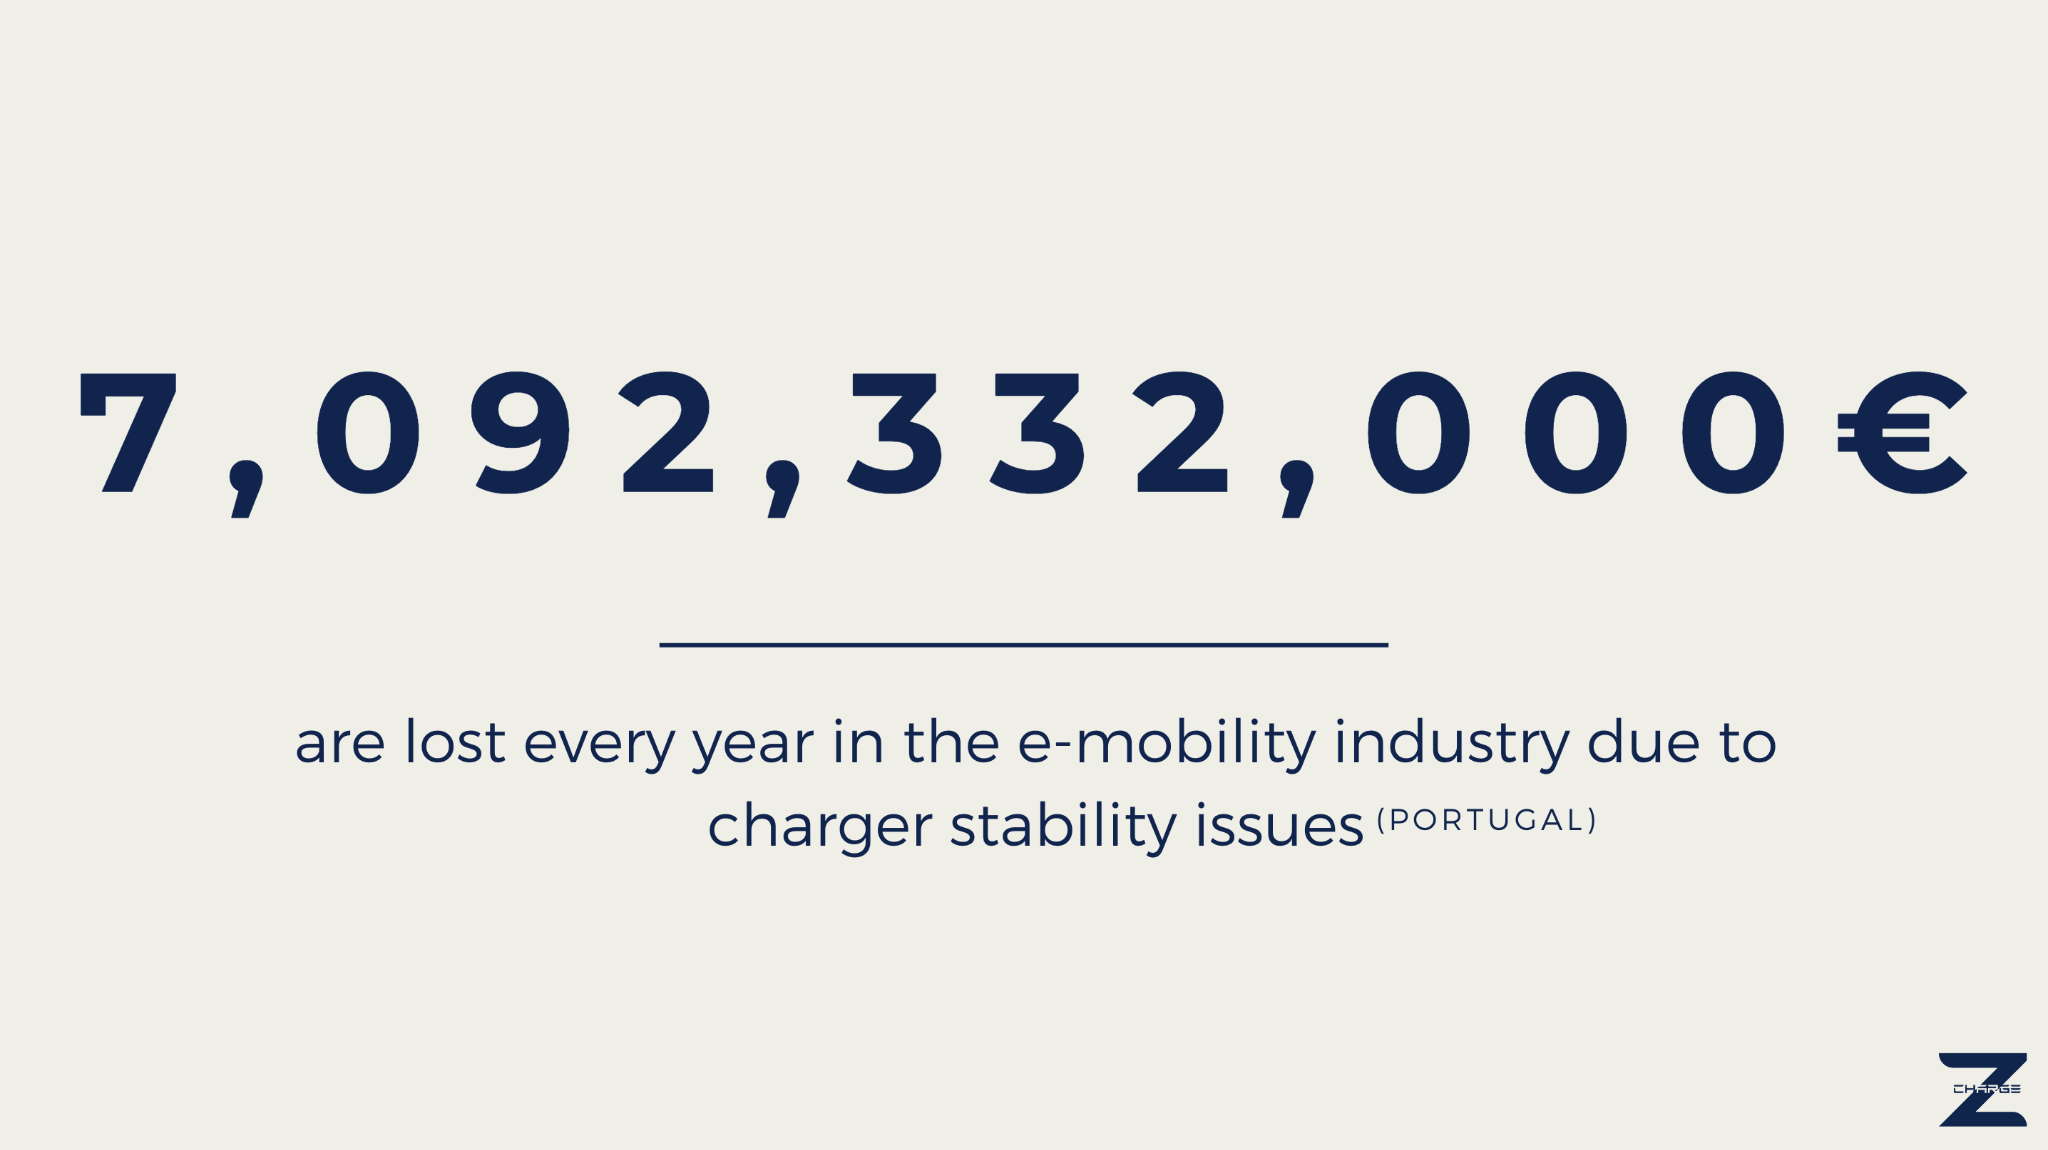 7,092,332,000€
are lost every year in the e-mobility industry due to
charger stability issues (PORTUGAL)
Z
CHARGE